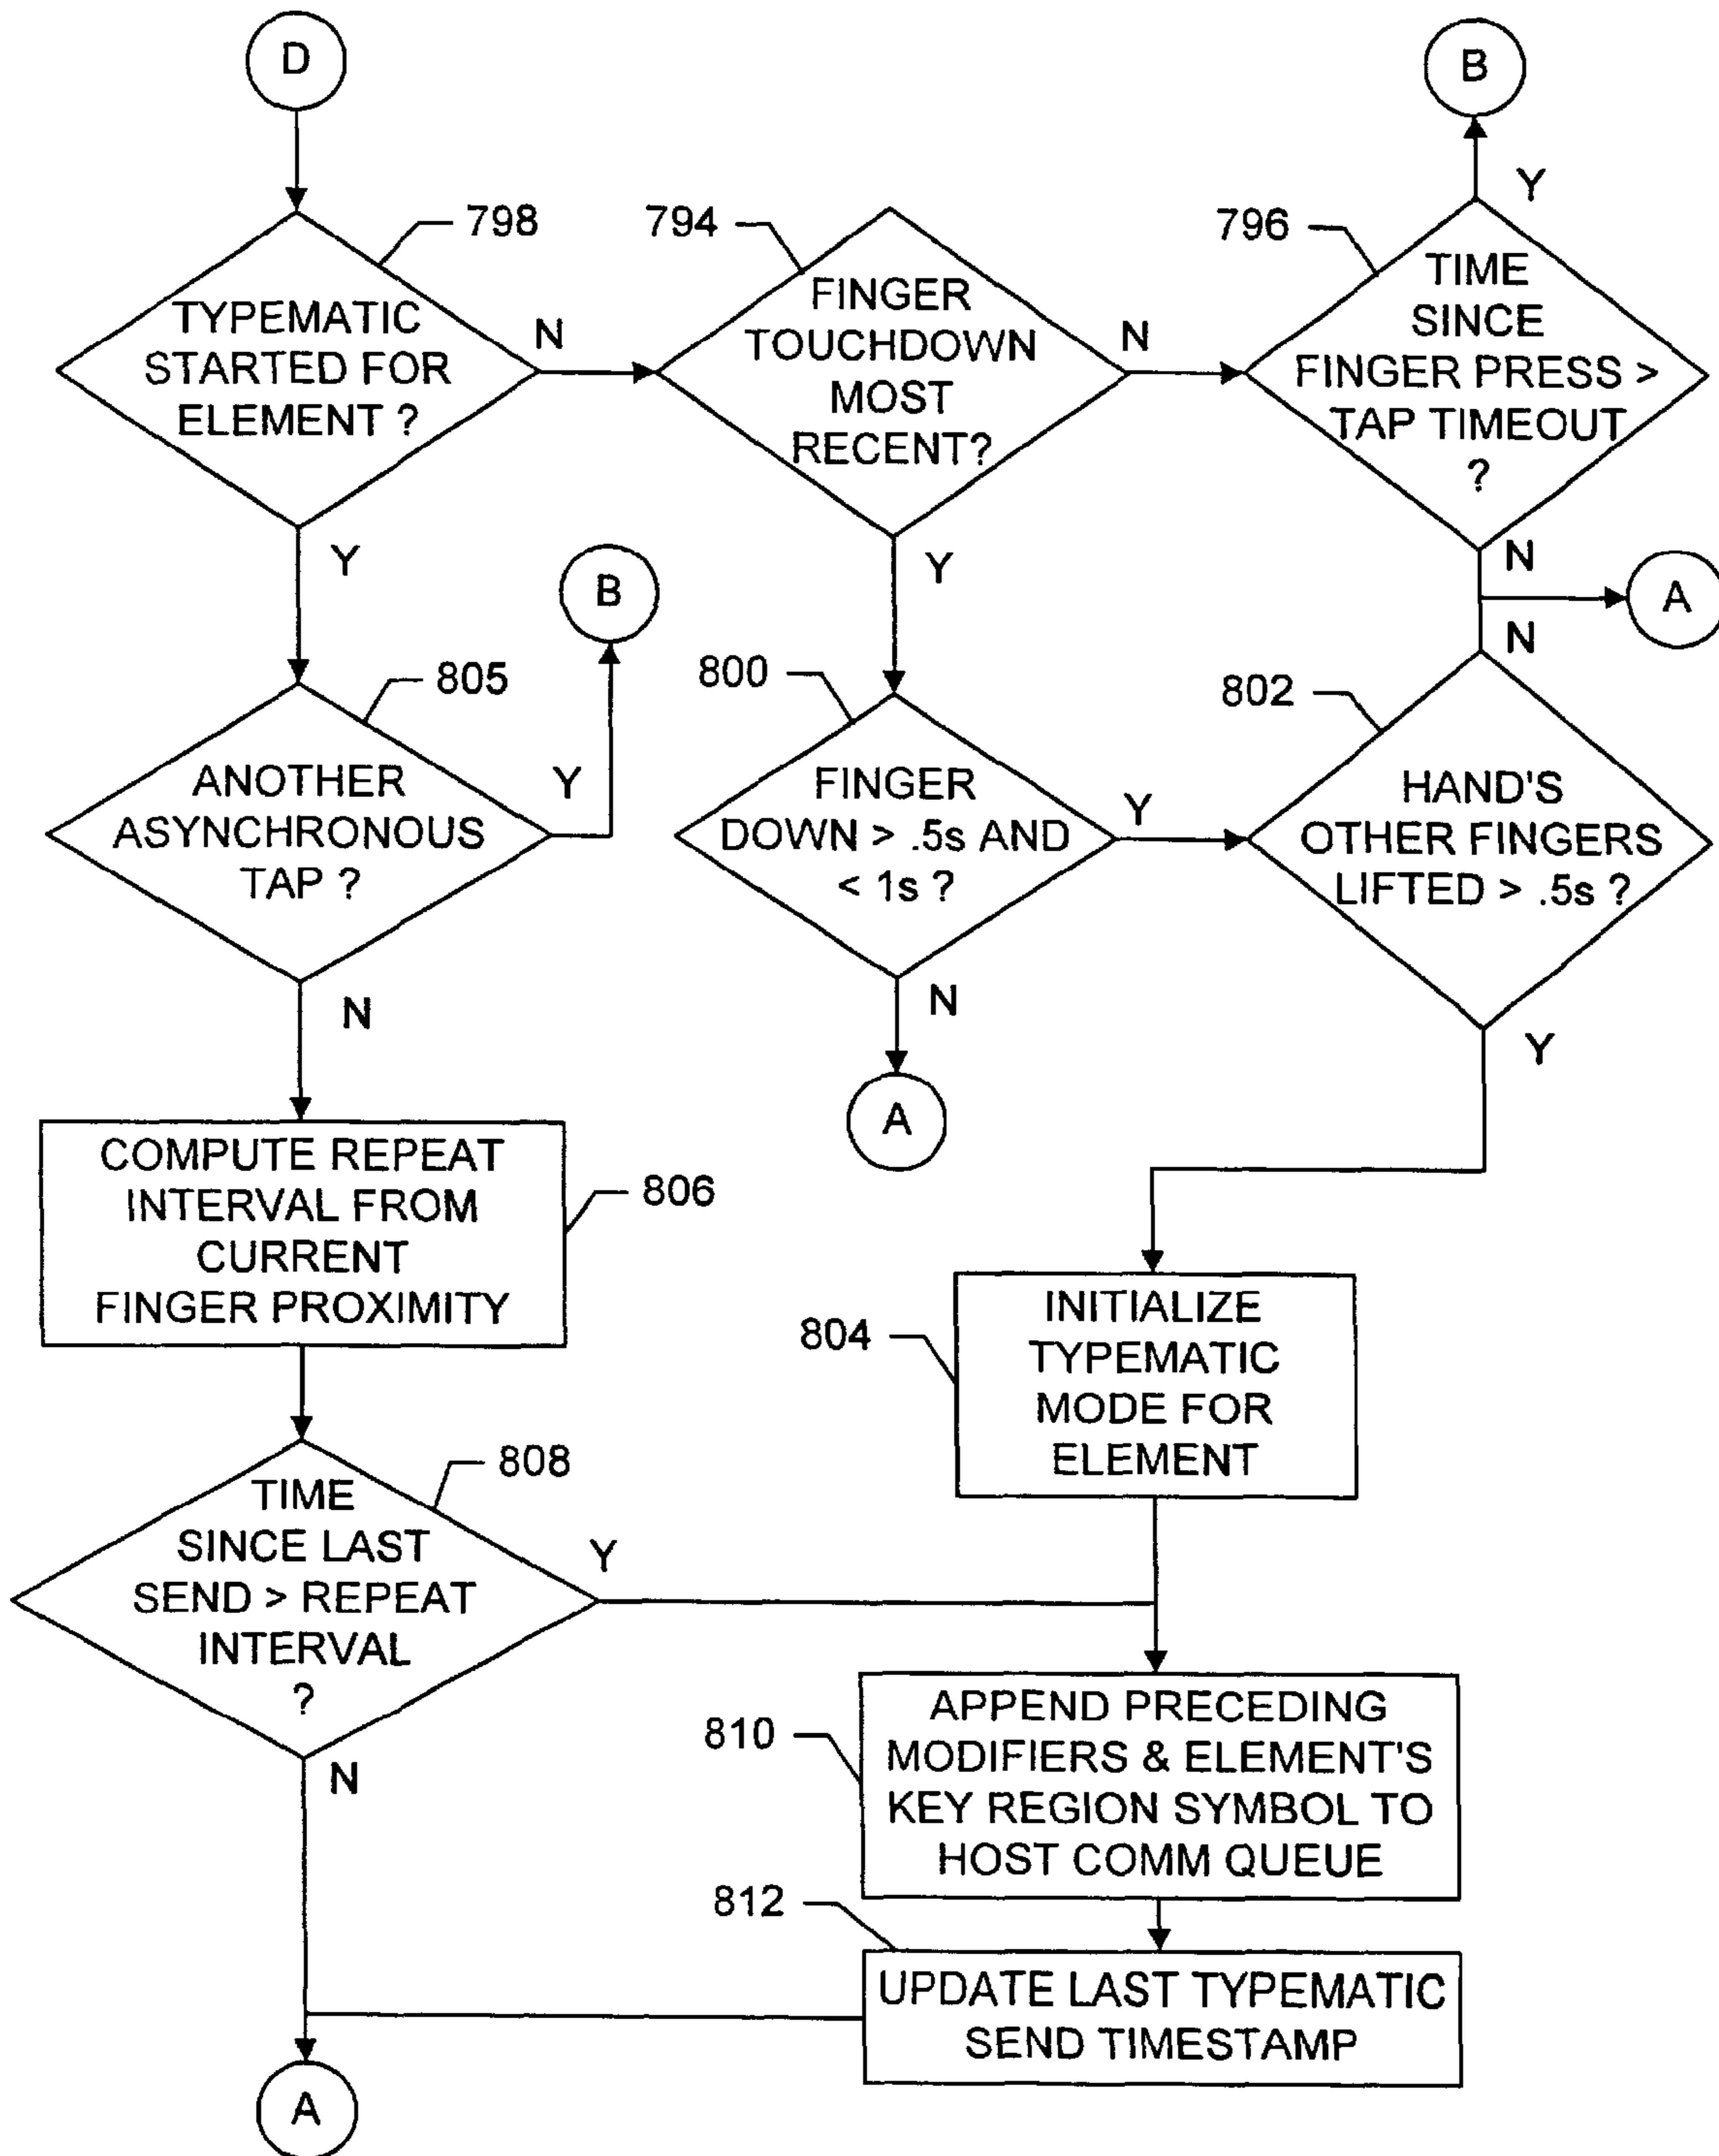 D
B
798
794
796
TYPEMATIC
STARTED FOR
ELEMENT ?
N
Y
FINGER
TOUCHDOWN
MOST
RECENT?
N
Y
Y
TIME
SINCE
FINGER PRESS >
TAP TIMEOUT
?
N
A
N
B
805
800
802
ANOTHER
ASYNCHRONOUS
TAP ?
Y
N
FINGER
DOWN > .5s AND
< 1s ?
Y
N
A
HAND'S
OTHER FINGERS
LIFTED > .5s ?
Y
COMPUTE REPEAT
INTERVAL FROM
CURRENT
FINGER PROXIMITY
806
804
INITIALIZE
TYPEMATIC
MODE FOR
ELEMENT
808
TIME
SINCE LAST
SEND > REPEAT
INTERVAL
?
Y
N
810
APPEND PRECEDING
MODIFIERS & ELEMENT'S
KEY REGION SYMBOL TO
HOST COMM QUEUE
812
UPDATE LAST TYPEMATIC
SEND TIMESTAMP
A